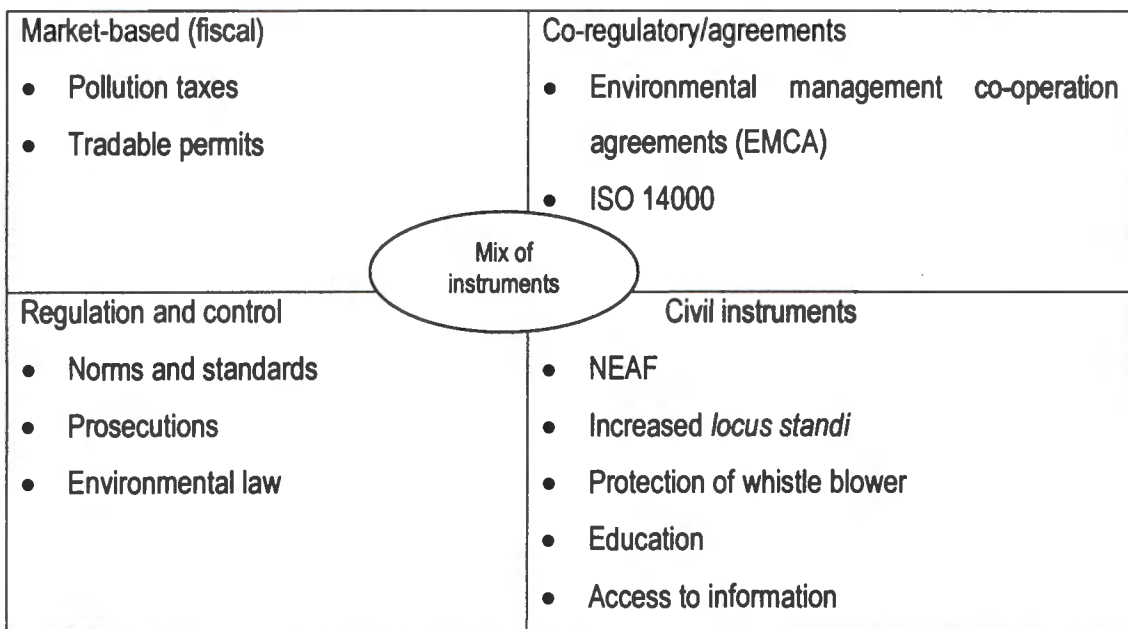 Market-based (fiscal)
• Pollution taxes
• Tradable permits
Co-regulatory/agreements
• Environmental management co-operation
agreements (EMCA)
• ISO 14000
Mix of
instruments
Regulation and control
• Norms and standards
• Prosecutions
• Environmental law
Civil instruments
• NEAF
• Increased locus standi
• Protection of whistle blower
• Education
• Access to information